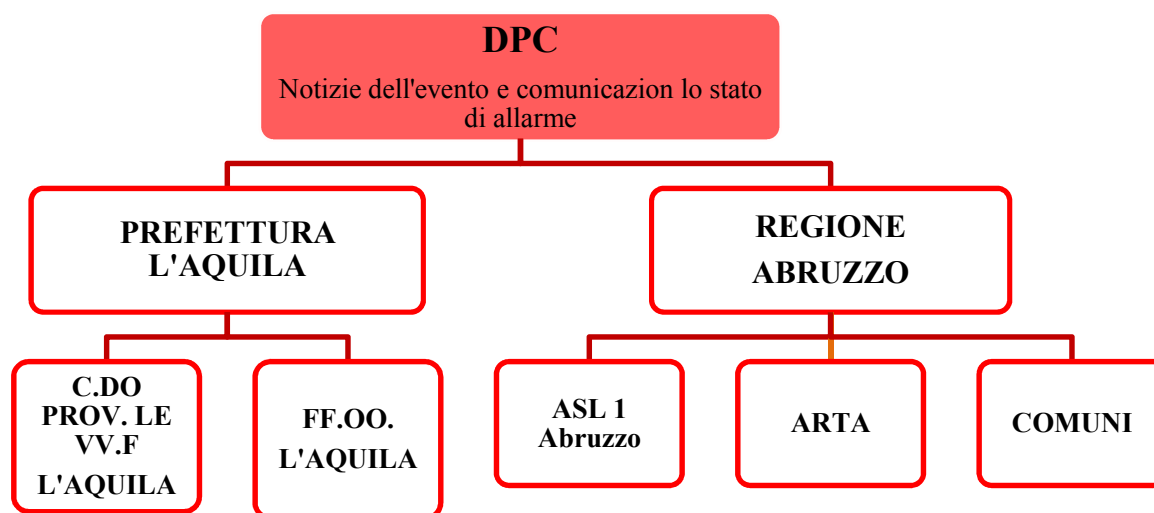 DPC
Notizie dell'evento e comunicazion lo stato
di allarme
PREFETTURA
L'AQUILA
REGIONE
ABRUZZO
C.DO
PROV. LE
VV.F
L'AQUILA
FF.OO.
L'AQUILA
ASL 1
Abruzzo
ARTA
COMUNI